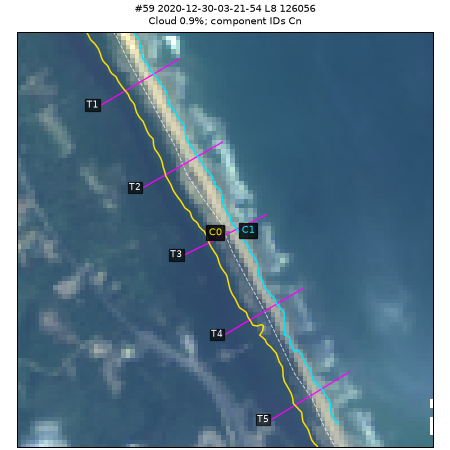 #59 2020-12-30-03-21-54 L8 126056
Cloud 0.9%; component IDs Cn
T1
T2
C0 C1
T3
T4
T5